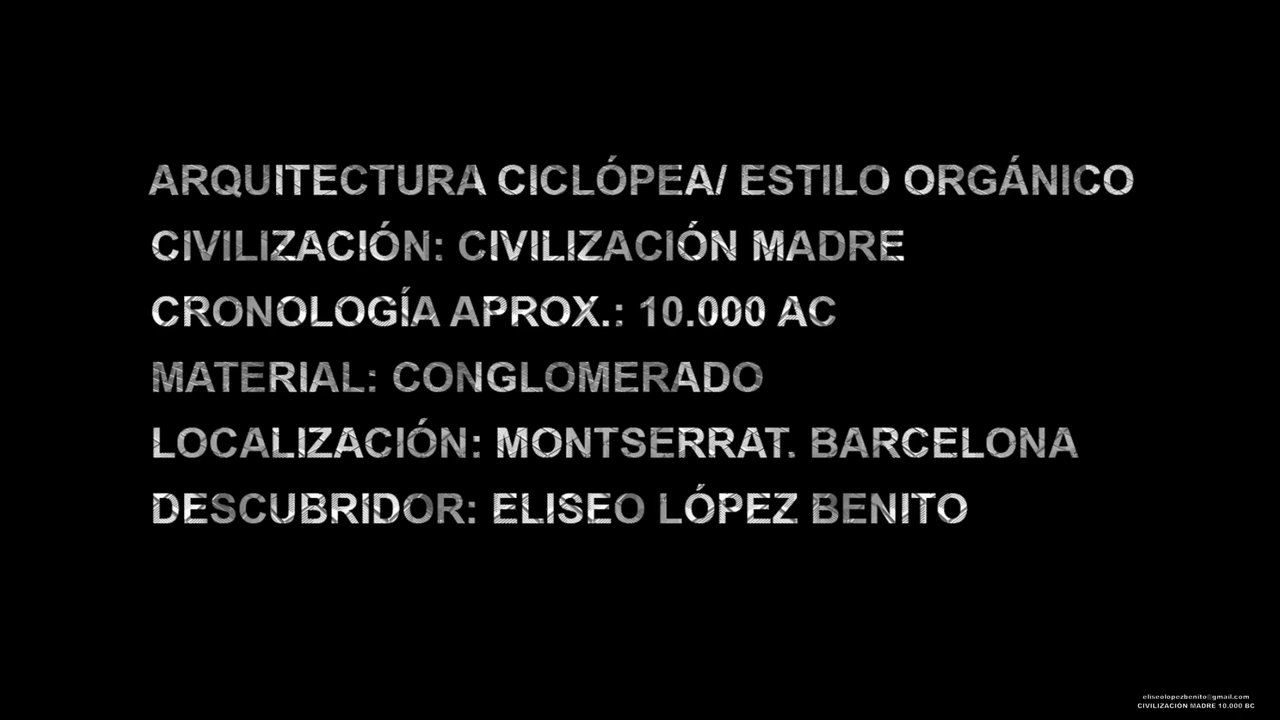 ARQUITECTURA CICLÓPEA/ ESTILO ORGÁNICO
CIVILIZACIÓN: CIVILIZACIÓN MADRE
CRONOLOGÍA APROX.: 10.000 AC
MATERIAL: CONGLOMERADO
LOCALIZACIÓN: MONTSERRAT. BARCELONA
DESCUBRIDOR: ELISEO LÓPEZ BENITO
eliseolopezbenito@gmail.com
CIVILIZACION MADRE 10.000 BC